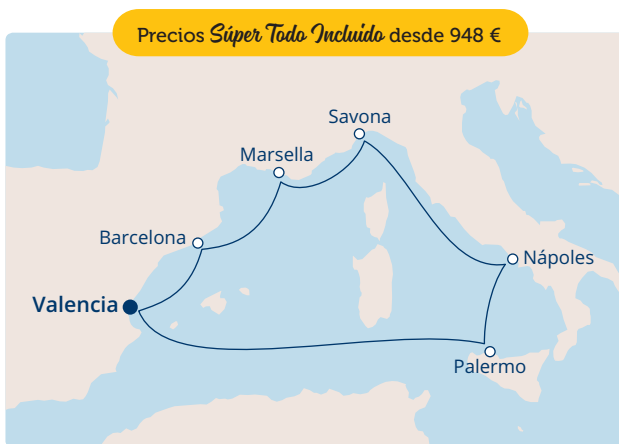 Precios Súper Todo Incluido desde 948 €
Savona
Marsella
Barcelona
Nápoles
Valencia
Palermo